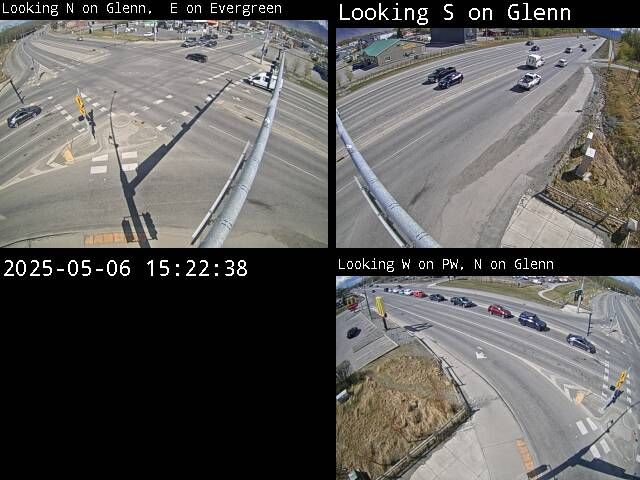 Looking N on Glenn,  E on Evergreen
Looking S on Glenn
2025-05-06 15:22:38
Looking W on PW, N on Glenn